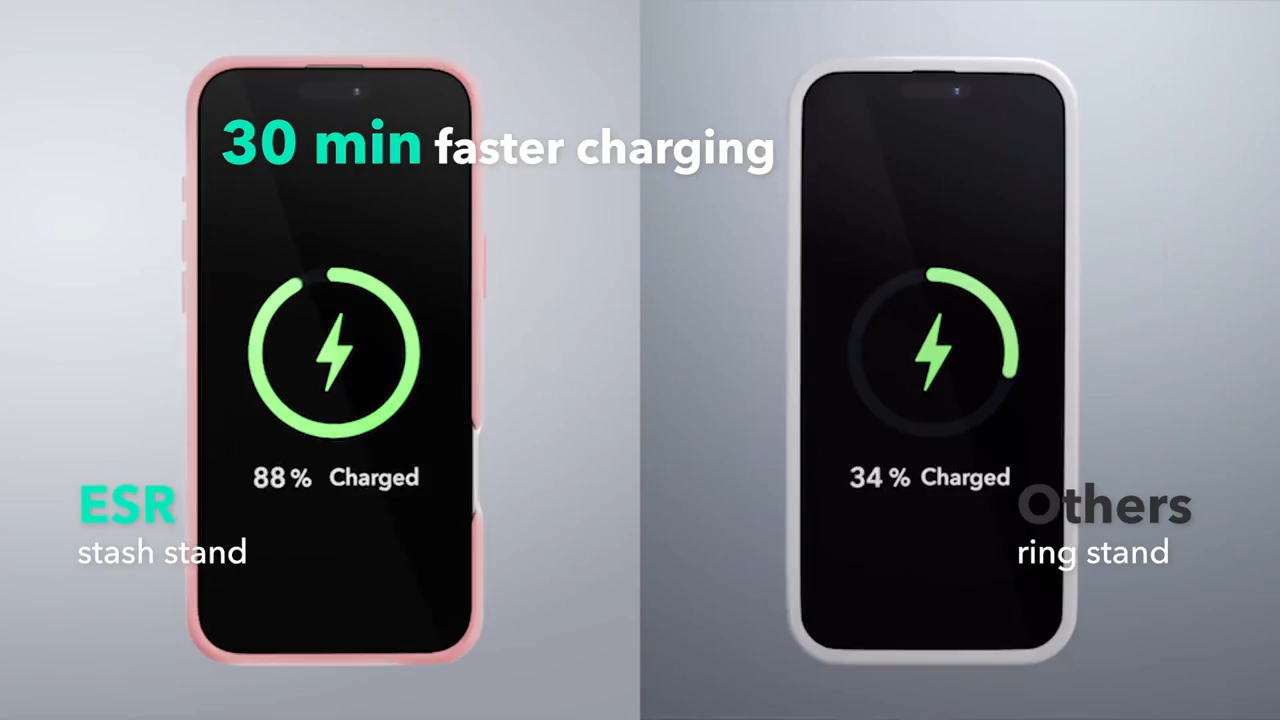 30 min faster charging
88 % Charged
34 % Charged
ESR
stash stand
Others
ring stand